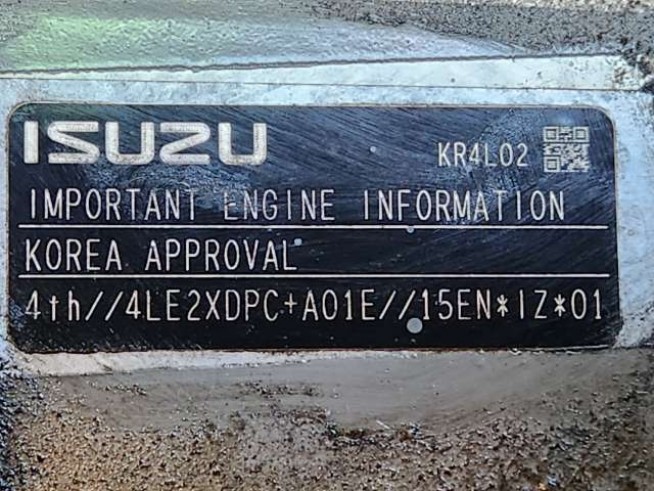 ISUZU KR4L02
IMPORTANT ENGINE INFORMATION
KOREA APPROVAL
4th//4LE2XDPC+A01E//15EN*IZ*01